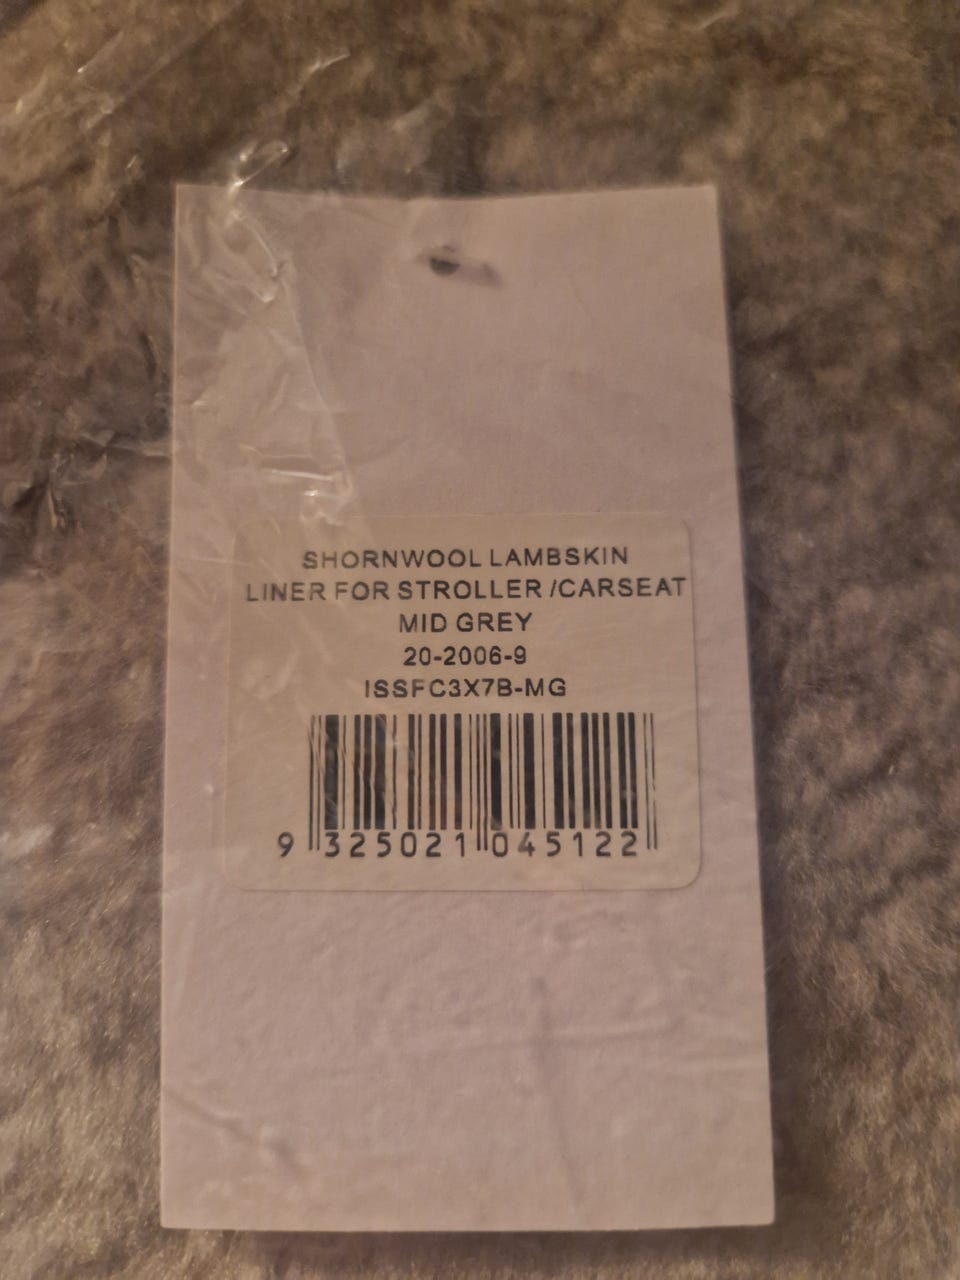 SHORNWOOL LAMBSKIN
LINER FOR STROLLER /CARSEAT
MID GREY
20-2006-9
ISSFC3X7B-MG
9 325021 045122